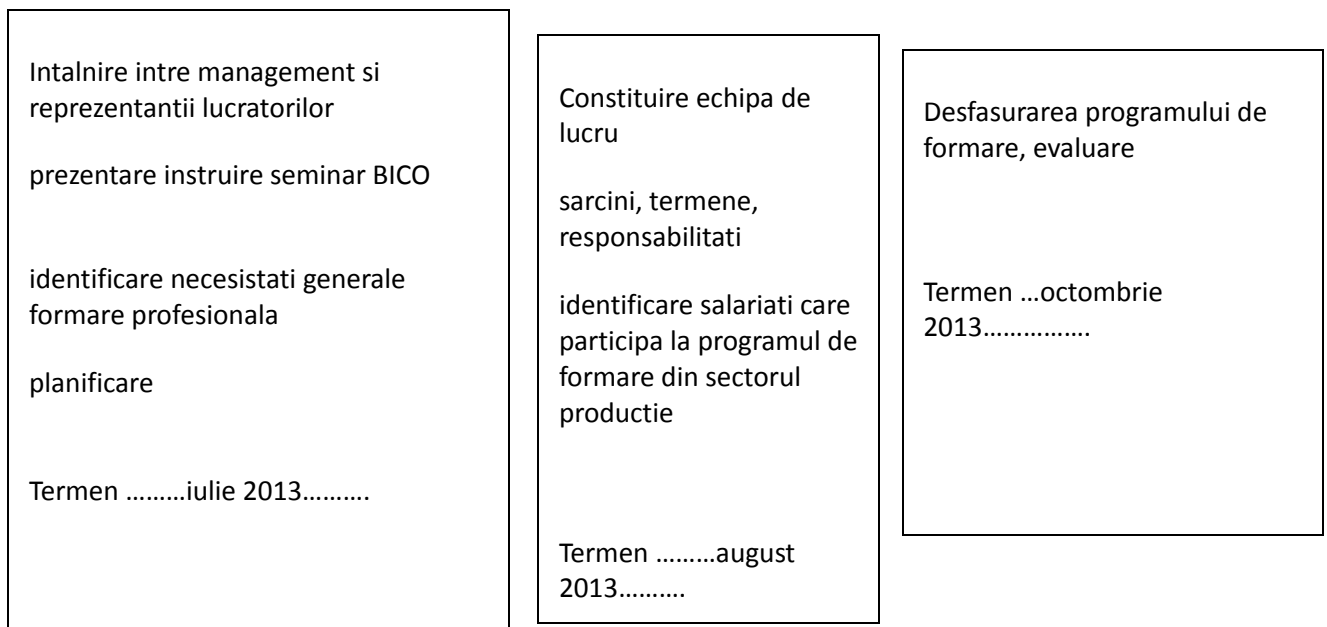 Intalnire intre management si
reprezentantii lucratorilor
prezentare instruire seminar BICO
identificare necesistati generale
formare profesionala
planificare
Termen ………iulie 2013……….
Constituire echipa de
lucru
sarcini, termene,
responsabilitati
identificare salariati care
participa la programul de
formare din sectorul
productie
Termen ………august
2013……….
Desfasurarea programului de
formare, evaluare
Termen …octombrie
2013…………….